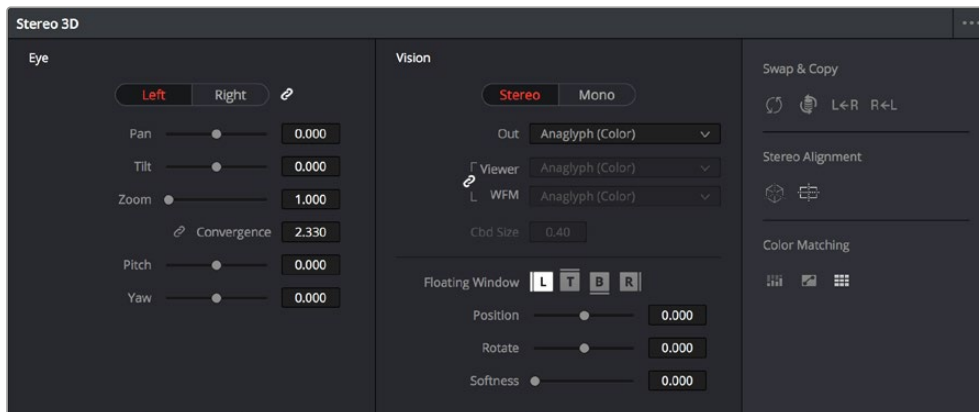 Stereo 3D
Eye
Left Right
Pan 0.000
Tilt 0.000
Zoom 1.000
Convergence 2.330
Pitch 0.000
Yaw 0.000
Vision
Stereo Mono
Out Anaglyph (Color)
Viewer Anaglyph (Color)
WFM Anaglyph (Color)
Cbd Size 0.40
Floating Window L T B R
Position 0.000
Rotate 0.000
Softness 0.000
Swap & Copy
L←R R←L
Stereo Alignment
Color Matching